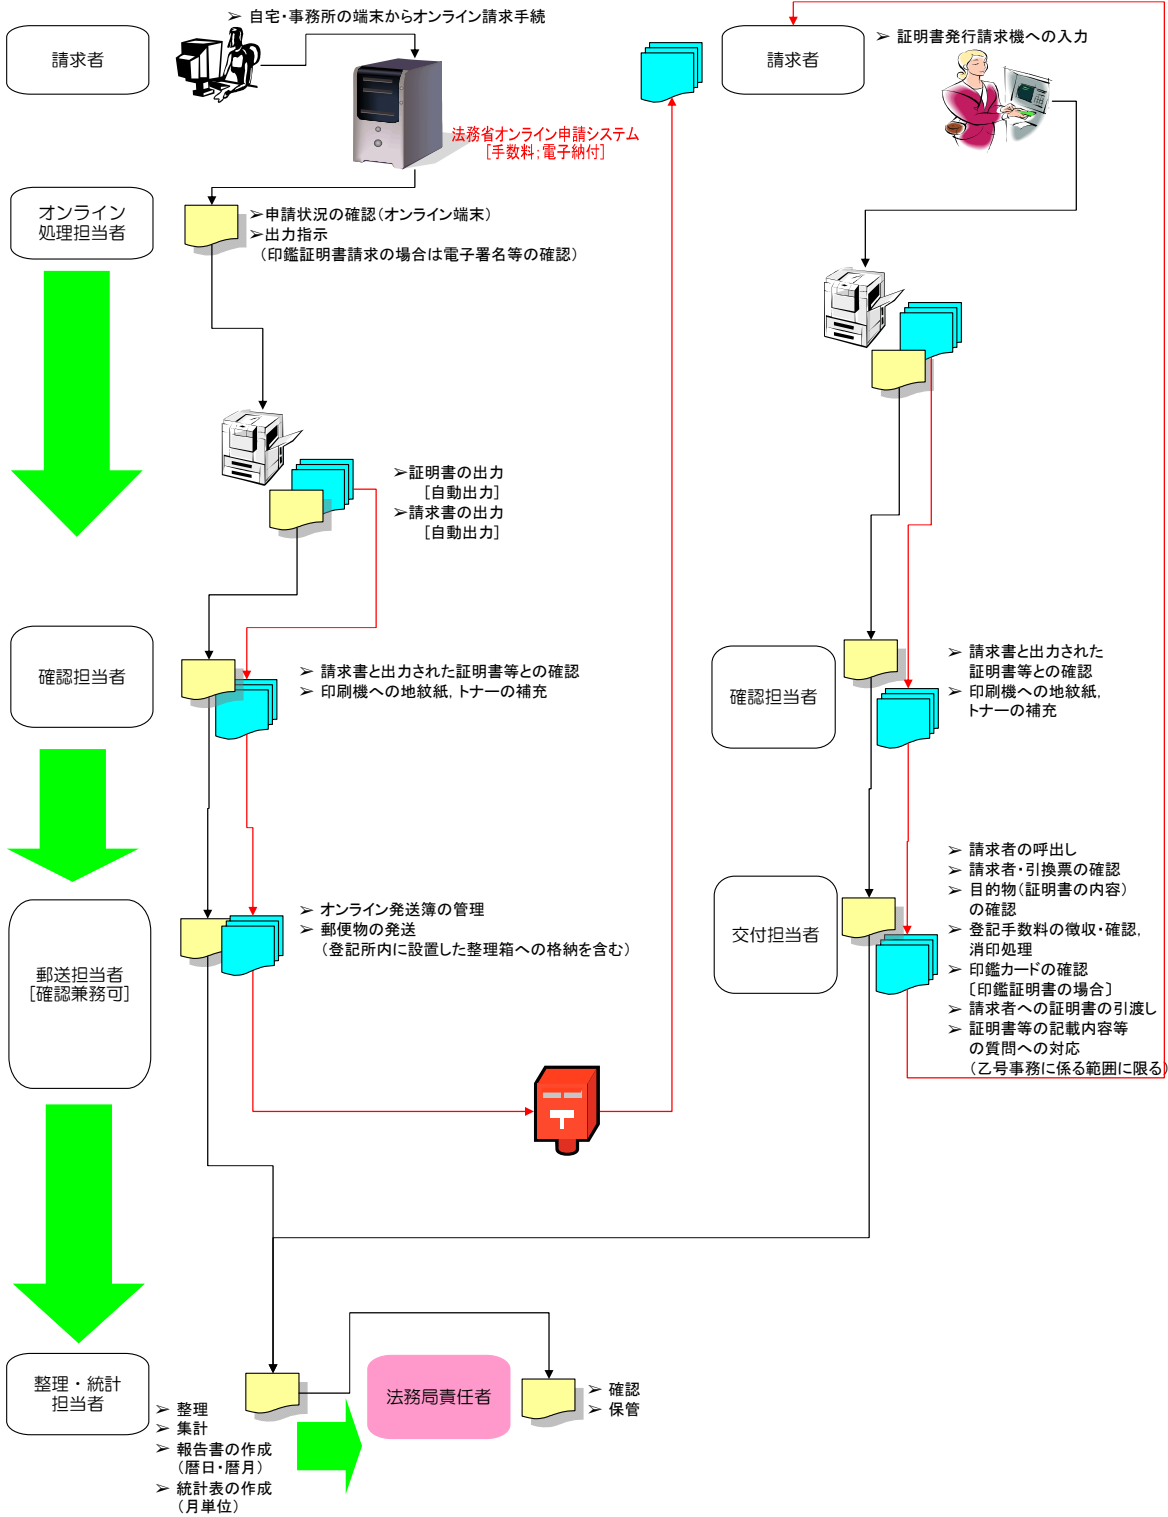 ➢ 自宅・事務所の端末からオンライン請求手続
請求者
法務省オンライン申請システム
[手数料;電子納付]
請求者
➢ 証明書発行請求機への入力
オンライン
処理担当者
➢申請状況の確認(オンライン端末)
➢出力指示
(印鑑証明書請求の場合は電子署名等の確認)
➢証明書の出力
[自動出力]
➢請求書の出力
[自動出力]
確認担当者
➢ 請求書と出力された証明書等との確認
➢ 印刷機への地紋紙,トナーの補充
確認担当者
➢ 請求書と出力された
証明書等との確認
➢ 印刷機への地紋紙,
トナーの補充
郵送担当者
[確認兼務可]
➢ オンライン発送簿の管理
➢ 郵便物の発送
(登記所内に設置した整理箱への格納を含む)
交付担当者
➢ 請求者の呼出し
➢ 請求者・引換票の確認
➢ 目的物(証明書の内容)
の確認
➢ 登記手数料の徴収・確認,
消印処理
➢ 印鑑カードの確認
〔印鑑証明書の場合〕
➢ 請求者への証明書の引渡し
➢ 証明書等の記載内容等
の質問への対応
(乙号事務に係る範囲に限る)
整理・統計
担当者
➢ 整理
➢ 集計
➢ 報告書の作成
(暦日・暦月)
➢ 統計表の作成
(月単位)
法務局責任者
➢ 確認
➢ 保管